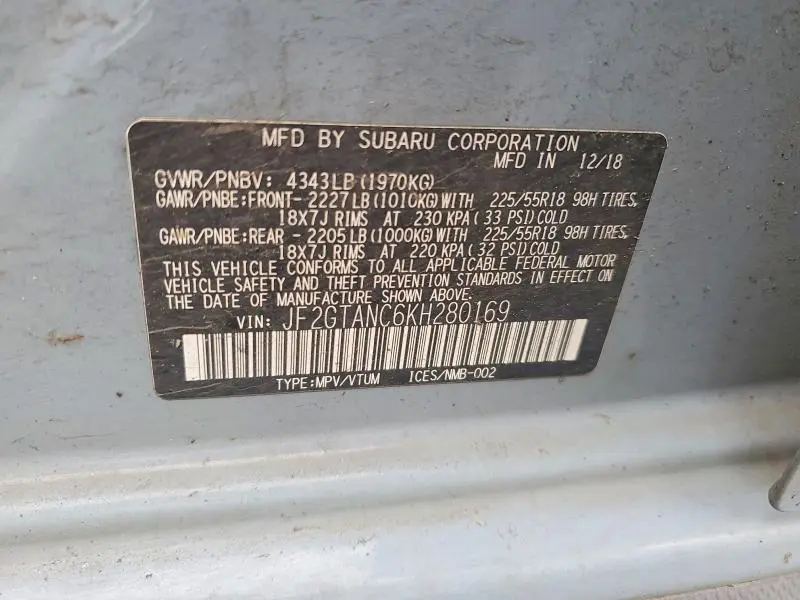 MFD BY SUBARU CORPORATION
MFD IN 12/18
GVWR/PNBV: 4343LB(1970KG)
GAWR/PNBE:FRONT-2227LB(1010KG)WITH 225/55R18 98H TIRES,
18X7J RIMS AT 230 KPA(33 PSI)COLD
GAWR/PNBE:REAR -2205LB(1000KG)WITH 225/55R18 98H TIRES,
18X7J RIMS AT 220 KPA(32 PSI)COLD
THIS VEHICLE CONFORMS TO ALL APPLICABLE FEDERAL MOTOR
VEHICLE SAFETY AND THEFT PREVENTION STANDARDS IN EFFECT ON
THE DATE OF MANUFACTURE SHOWN ABOVE.
VIN: JF2GTANC6KH280169
TYPE:MPV/VTUM ICES/NMB-002